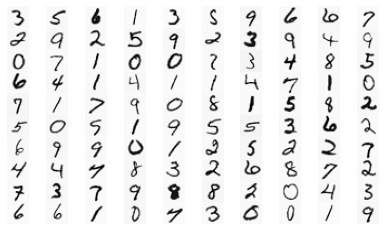 3 5 6 1 3 5 9 6 6 7
2 9 2 5 9 2 3 9 4 9
0 7 1 0 0 7 3 4 8 5
6 4 1 4 1 1 4 7 1 0
7 1 7 9 0 8 1 5 8 2
5 0 5 1 9 5 5 3 6 2
6 9 9 0 1 2 5 2 2 7
4 4 7 8 3 2 6 8 7 2
7 3 7 9 8 8 2 0 4 3
6 6 1 0 7 3 0 0 1 9